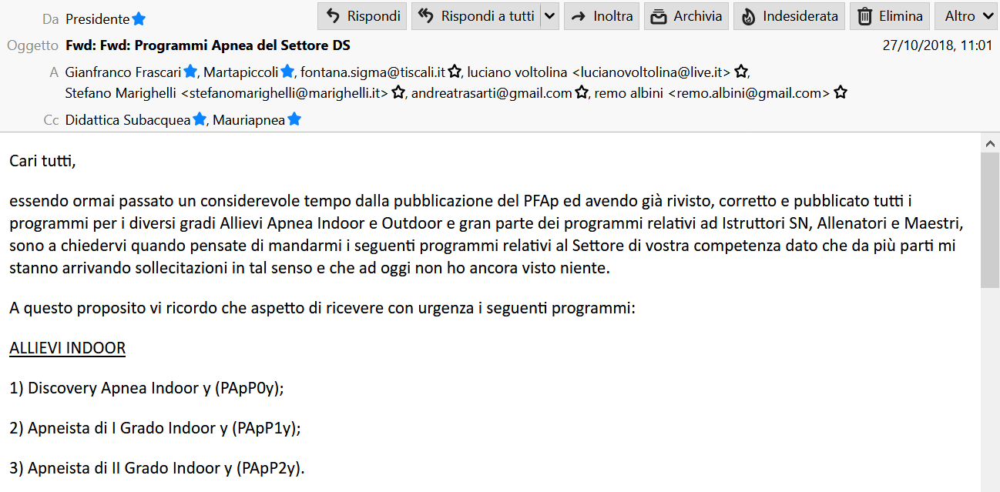 Da Presidente
Rispondi Rispondi a tutti Inoltra Archivia Indesiderata Elimina Altro
Oggetto Fwd: Fwd: Programmi Apnea del Settore DS 27/10/2018, 11:01
A Gianfranco Frascari, Martapiccoli, fontana.sigma@tiscali.it, luciano voltolina <lucianovoltolina@live.it>,
Stefano Marighelli <stefanomarighelli@marighelli.it>, andreatrasarti@gmail.com, remo albini <remo.albini@gmail.com>
Cc Didattica Subacquea, Mauriapnea
Cari tutti,
essendo ormai passato un considerevole tempo dalla pubblicazione del PFAp ed avendo già rivisto, corretto e pubblicato tutti i
programmi per i diversi gradi Allievi Apnea Indoor e Outdoor e gran parte dei programmi relativi ad Istruttori SN, Allenatori e Maestri,
sono a chiedervi quando pensate di mandarmi i seguenti programmi relativi al Settore di vostra competenza dato che da più parti mi
stanno arrivando sollecitazioni in tal senso e che ad oggi non ho ancora visto niente.
A questo proposito vi ricordo che aspetto di ricevere con urgenza i seguenti programmi:
ALLIEVI INDOOR
1) Discovery Apnea Indoor y (PApP0y);
2) Apneista di I Grado Indoor y (PApP1y);
3) Apneista di II Grado Indoor y (PApP2y).